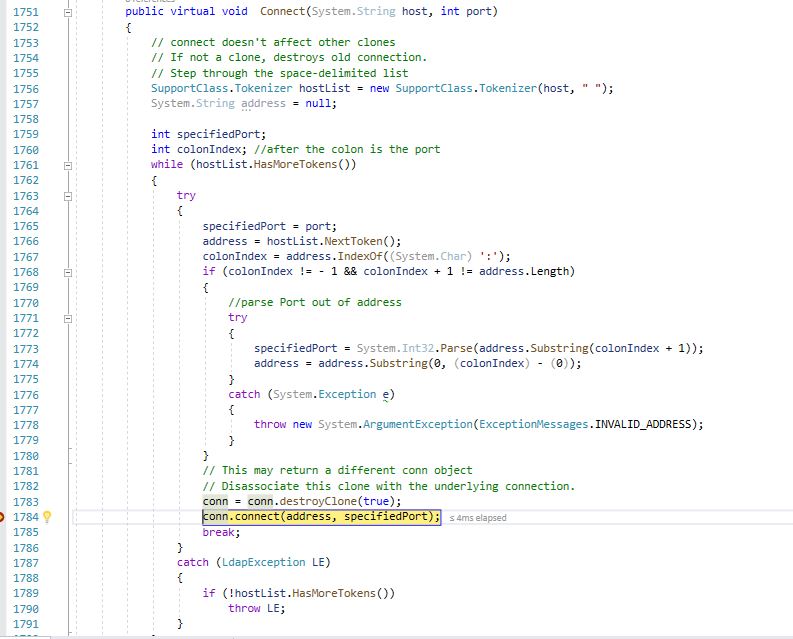 1751 public virtual void Connect(System.String host, int port)
1752 {
1753 // connect doesn't affect other clones
1754 // If not a clone, destroys old connection.
1755 // Step through the space-delimited list
1756 SupportClass.Tokenizer hostList = new SupportClass.Tokenizer(host, " ");
1757 System.String address = null;
1758
1759 int specifiedPort;
1760 int colonIndex; //after the colon is the port
1761 while (hostList.HasMoreTokens())
1762 {
1763 try
1764 {
1765 specifiedPort = port;
1766 address = hostList.NextToken();
1767 colonIndex = address.IndexOf((System.Char) ':');
1768 if (colonIndex != - 1 && colonIndex + 1 != address.Length)
1769 {
1770 //parse Port out of address
1771 try
1772 {
1773 specifiedPort = System.Int32.Parse(address.Substring(colonIndex + 1));
1774 address = address.Substring(0, (colonIndex) - (0));
1775 }
1776 catch (System.Exception e)
1777 {
1778 throw new System.ArgumentException(ExceptionMessages.INVALID_ADDRESS);
1779 }
1780 }
1781 // This may return a different conn object
1782 // Disassociate this clone with the underlying connection.
1783 conn = conn.destroyClone(true);
1784 conn.connect(address, specifiedPort); ≤ 4ms elapsed
1785 break;
1786 }
1787 catch (LdapException LE)
1788 {
1789 if (!hostList.HasMoreTokens())
1790 throw LE;
1791 }